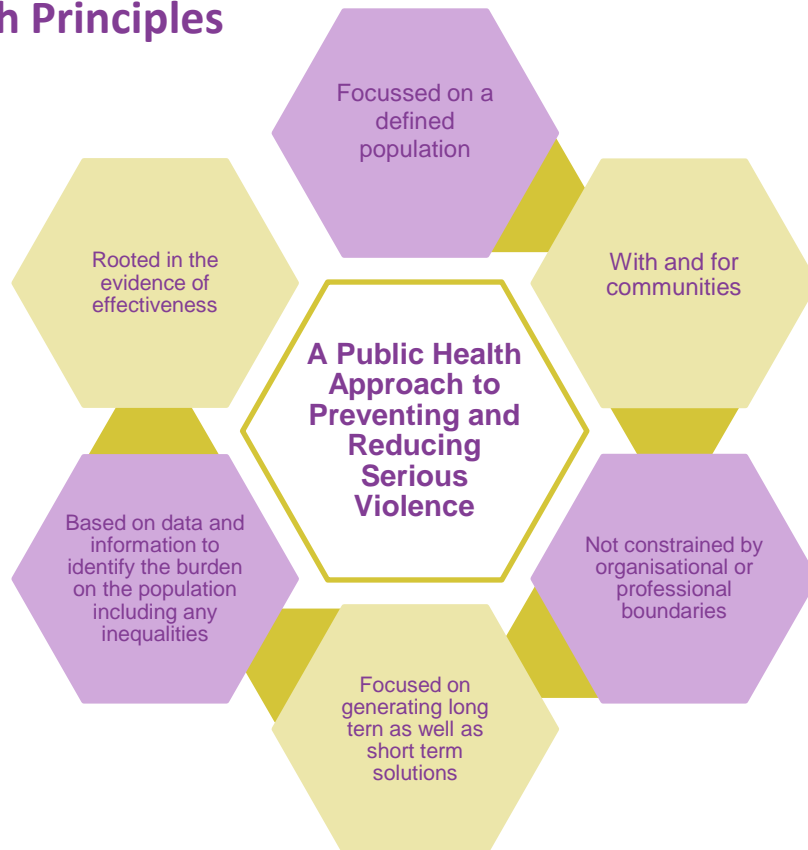 h Principles
Focussed on a
defined
population
With and for
communities
Not constrained by
organisational or
professional
boundaries
Focused on
generating long
tern as well as
short term
solutions
Based on data and
information to
identify the burden
on the population
including any
inequalities
Rooted in the
evidence of
effectiveness
A Public Health
Approach to
Preventing and
Reducing
Serious
Violence